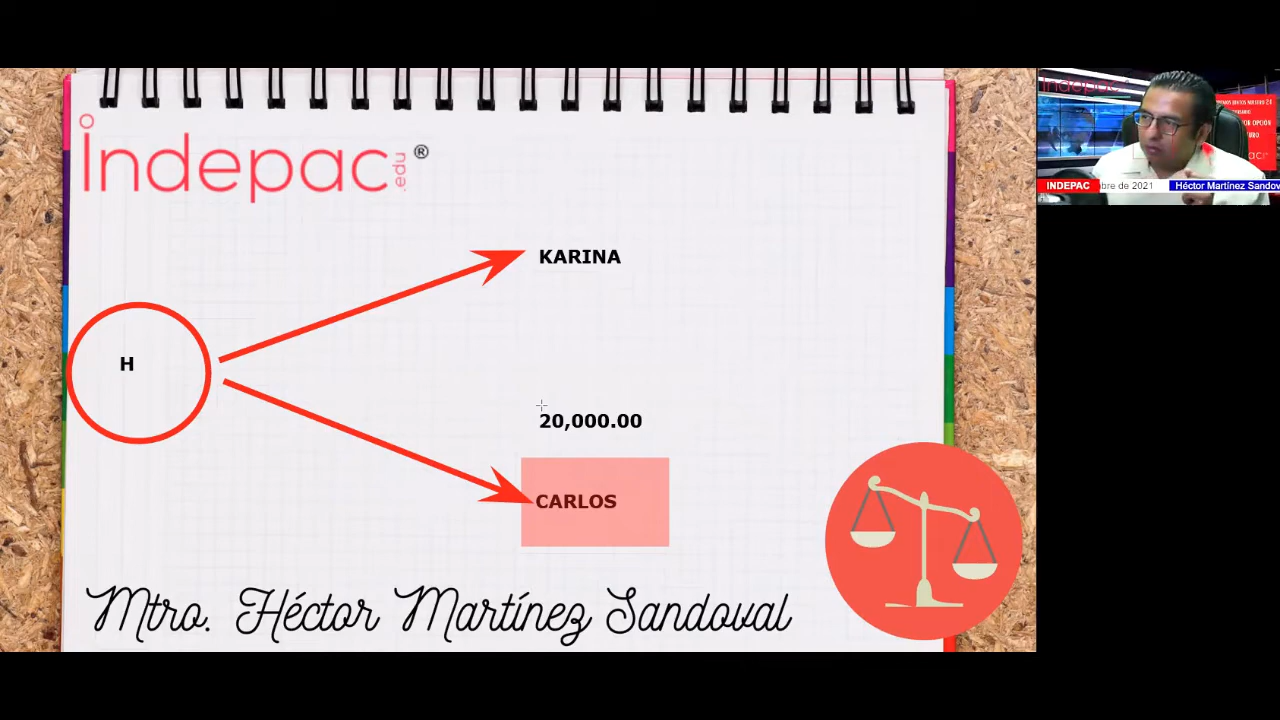 Indepac.edu®
KARINA
H
20,000.00
CARLOS
Mtro. Héctor Martínez Sandoval
INDEPAC
bre de 2021
Héctor Martínez Sandov